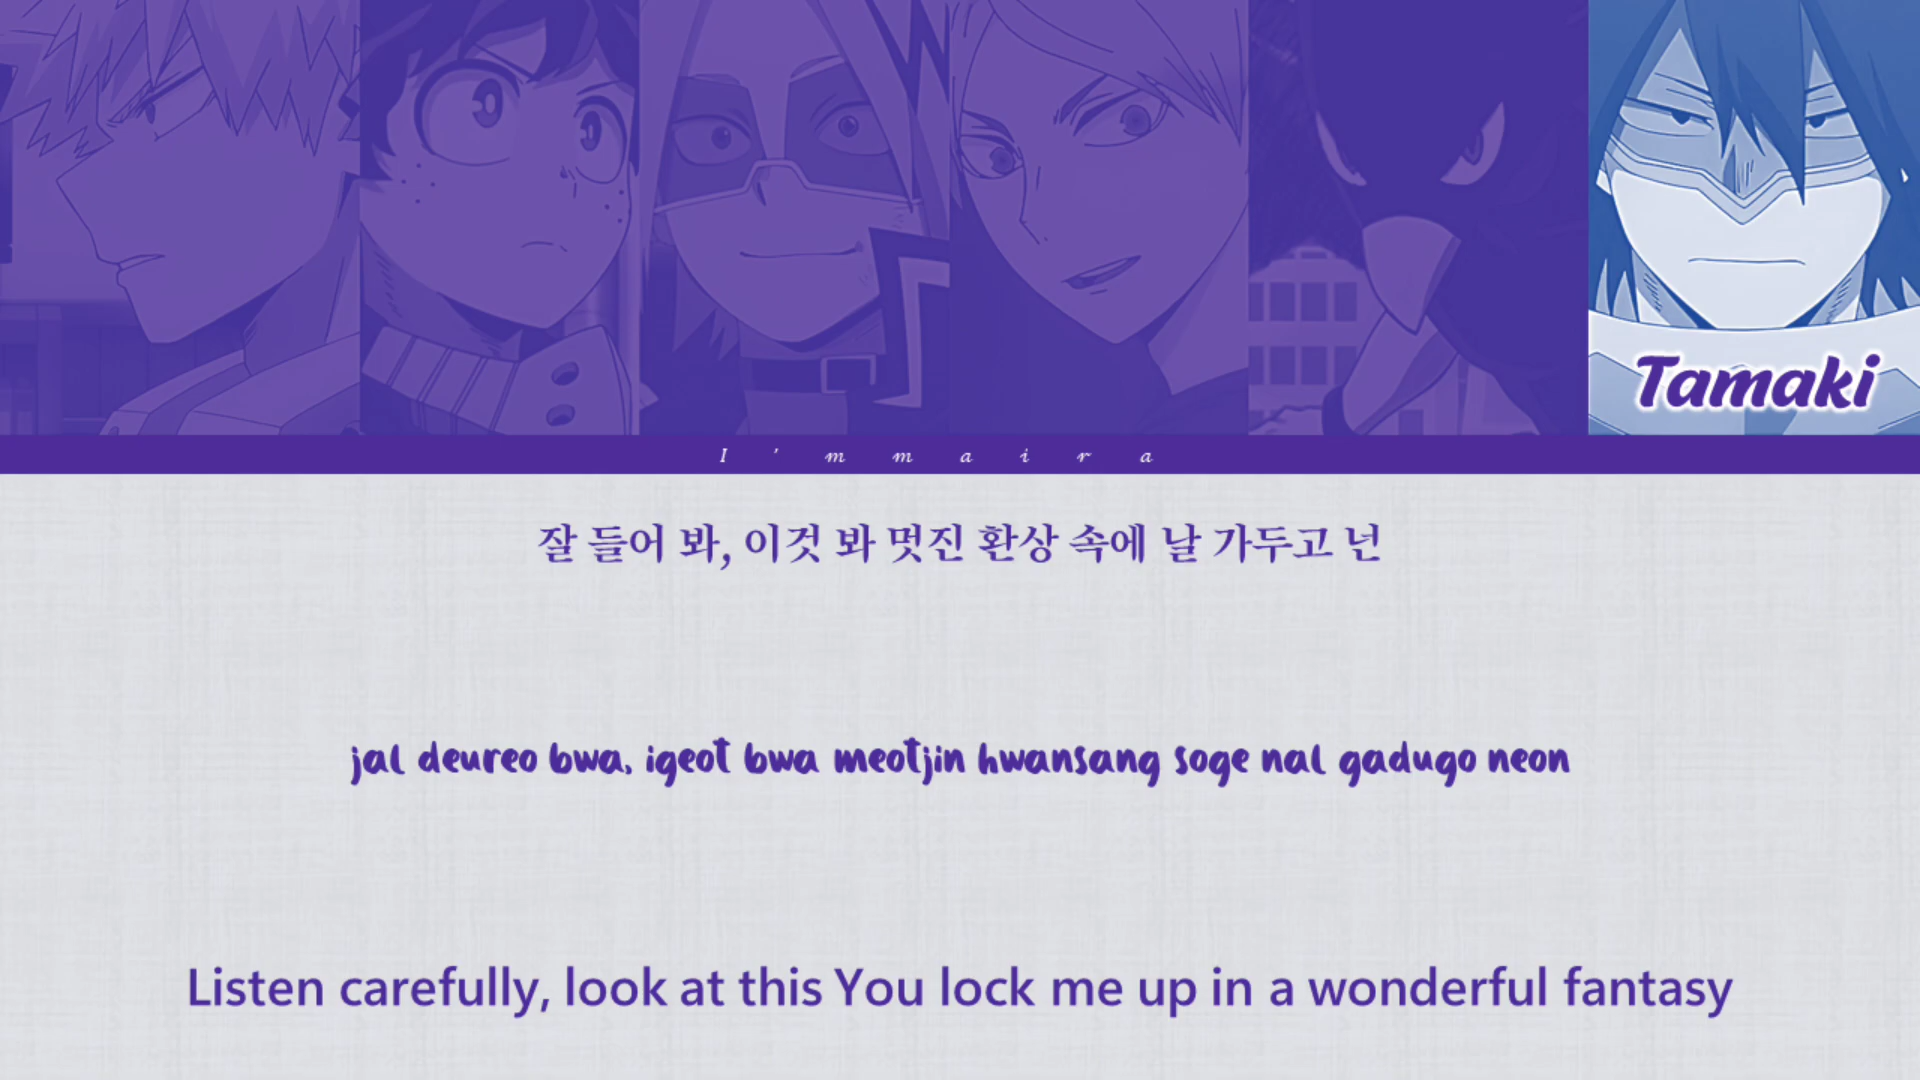 Tamaki
I'mmaira
잘 들어 봐, 이것 봐 멋진 환상 속에 날 가두고 넌
jal deureo bwa, igeot bwa meotjin hwansang soge nal gadugo neon
Listen carefully, look at this You lock me up in a wonderful fantasy